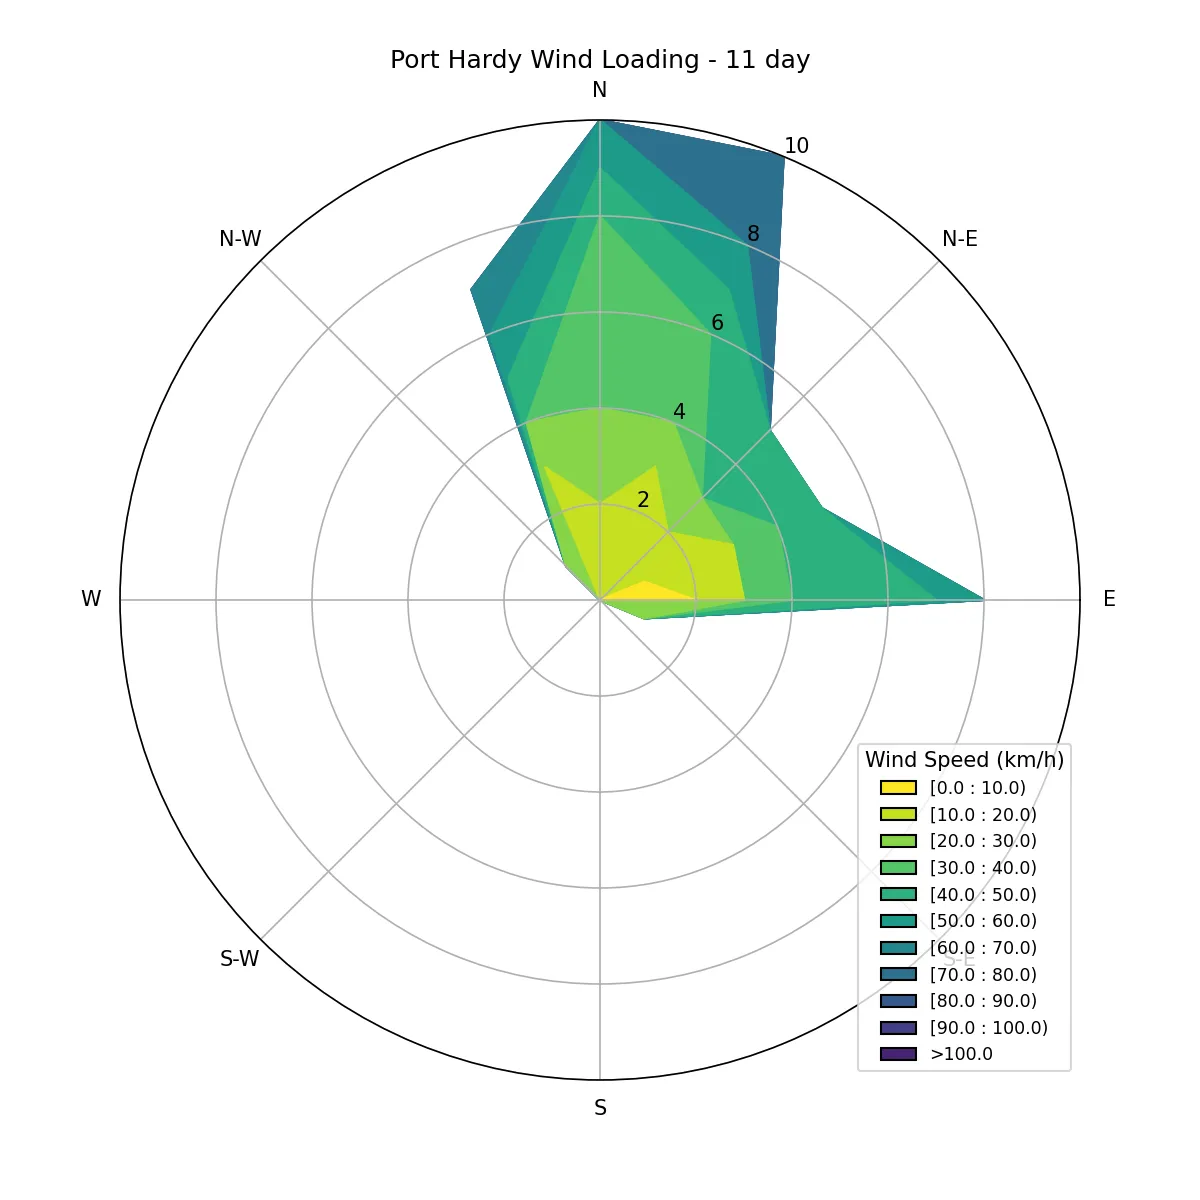 Port Hardy Wind Loading - 11 day
N
10
N-W
N-E
8
6
4
2
W
E
Wind Speed (km/h)
[0.0 : 10.0)
[10.0 : 20.0)
[20.0 : 30.0)
[30.0 : 40.0)
[40.0 : 50.0)
[50.0 : 60.0)
[60.0 : 70.0)
[70.0 : 80.0)
[80.0 : 90.0)
[90.0 : 100.0)
>100.0
S-W
S-E
S